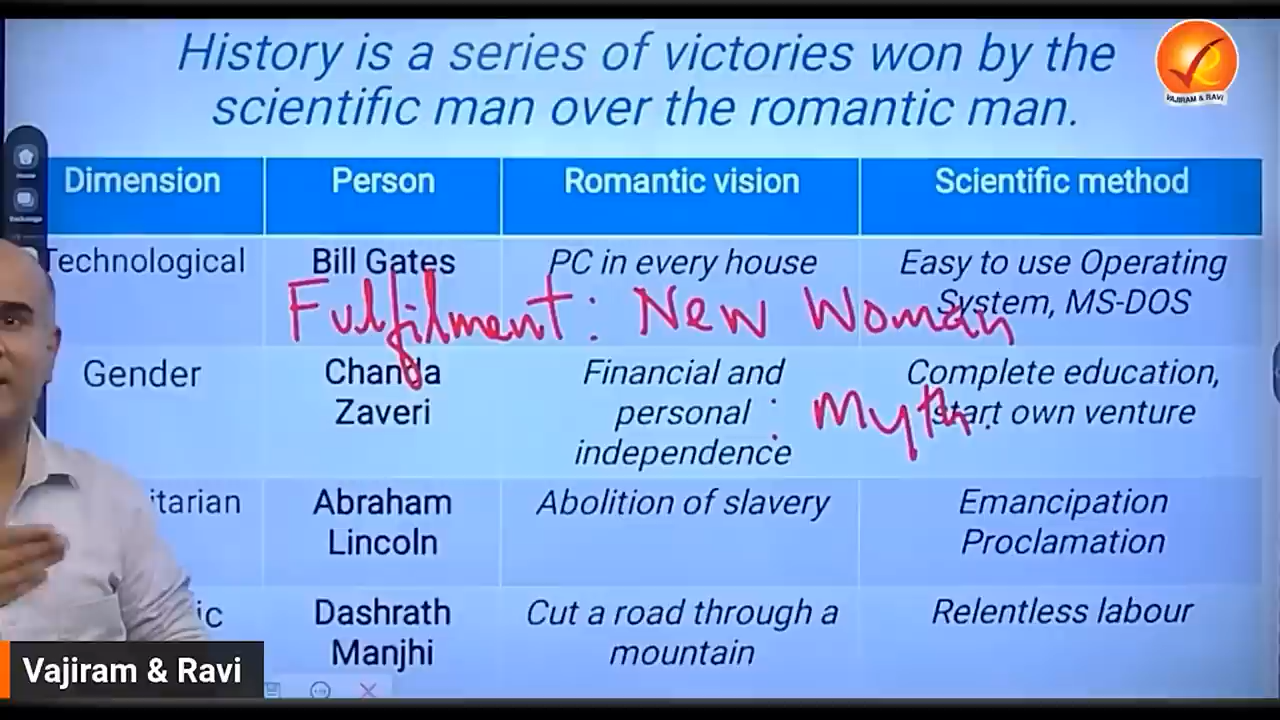 History is a series of victories won by the
scientific man over the romantic man.
VAJIRAM & RAVI
Dimension Person Romantic vision Scientific method
Technological Bill Gates PC in every house Easy to use Operating
System, MS-DOS
Fulfilment: New Woman
Gender Chanda Financial and Complete education,
Zaveri personal start own venture
: Myth.
independence
itarian Abraham Abolition of slavery Emancipation
Lincoln Proclamation
ic Dashrath Cut a road through a Relentless labour
Manjhi mountain
Vajiram & Ravi